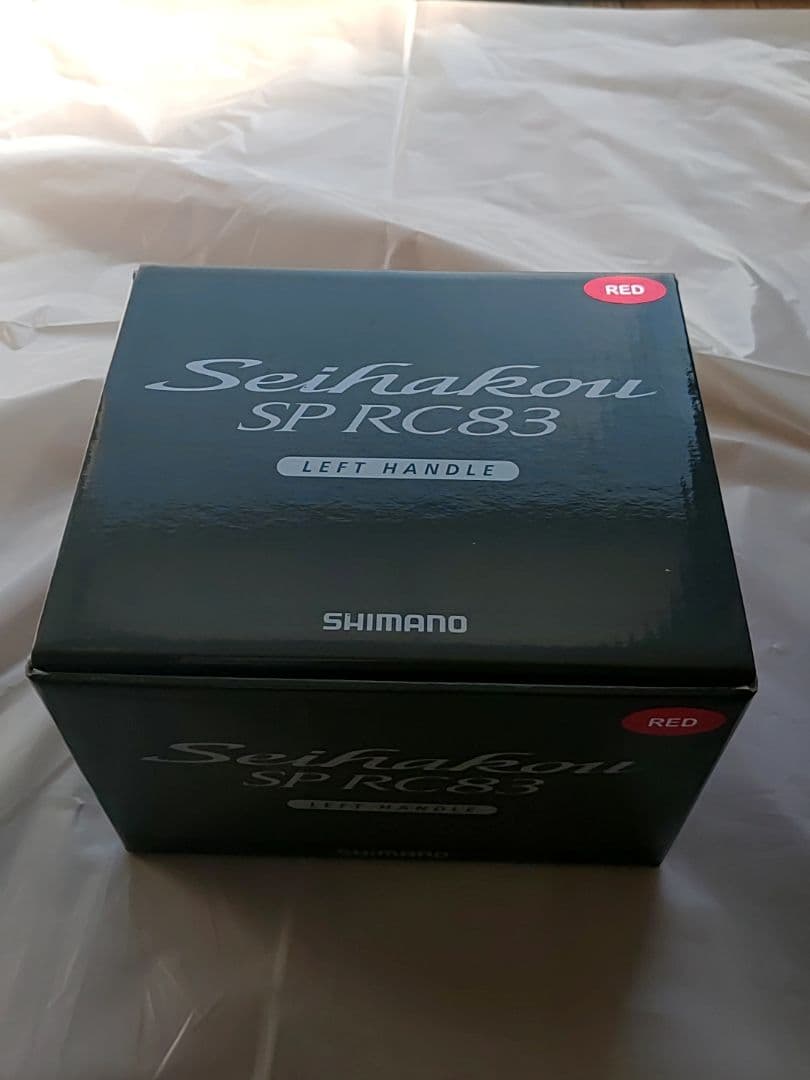 RED
Seihakou
SP RC83
LEFT HANDLE
SHIMANO
RED
Seihakou
SP RC83
LEFT HANDLE
SHIMANO